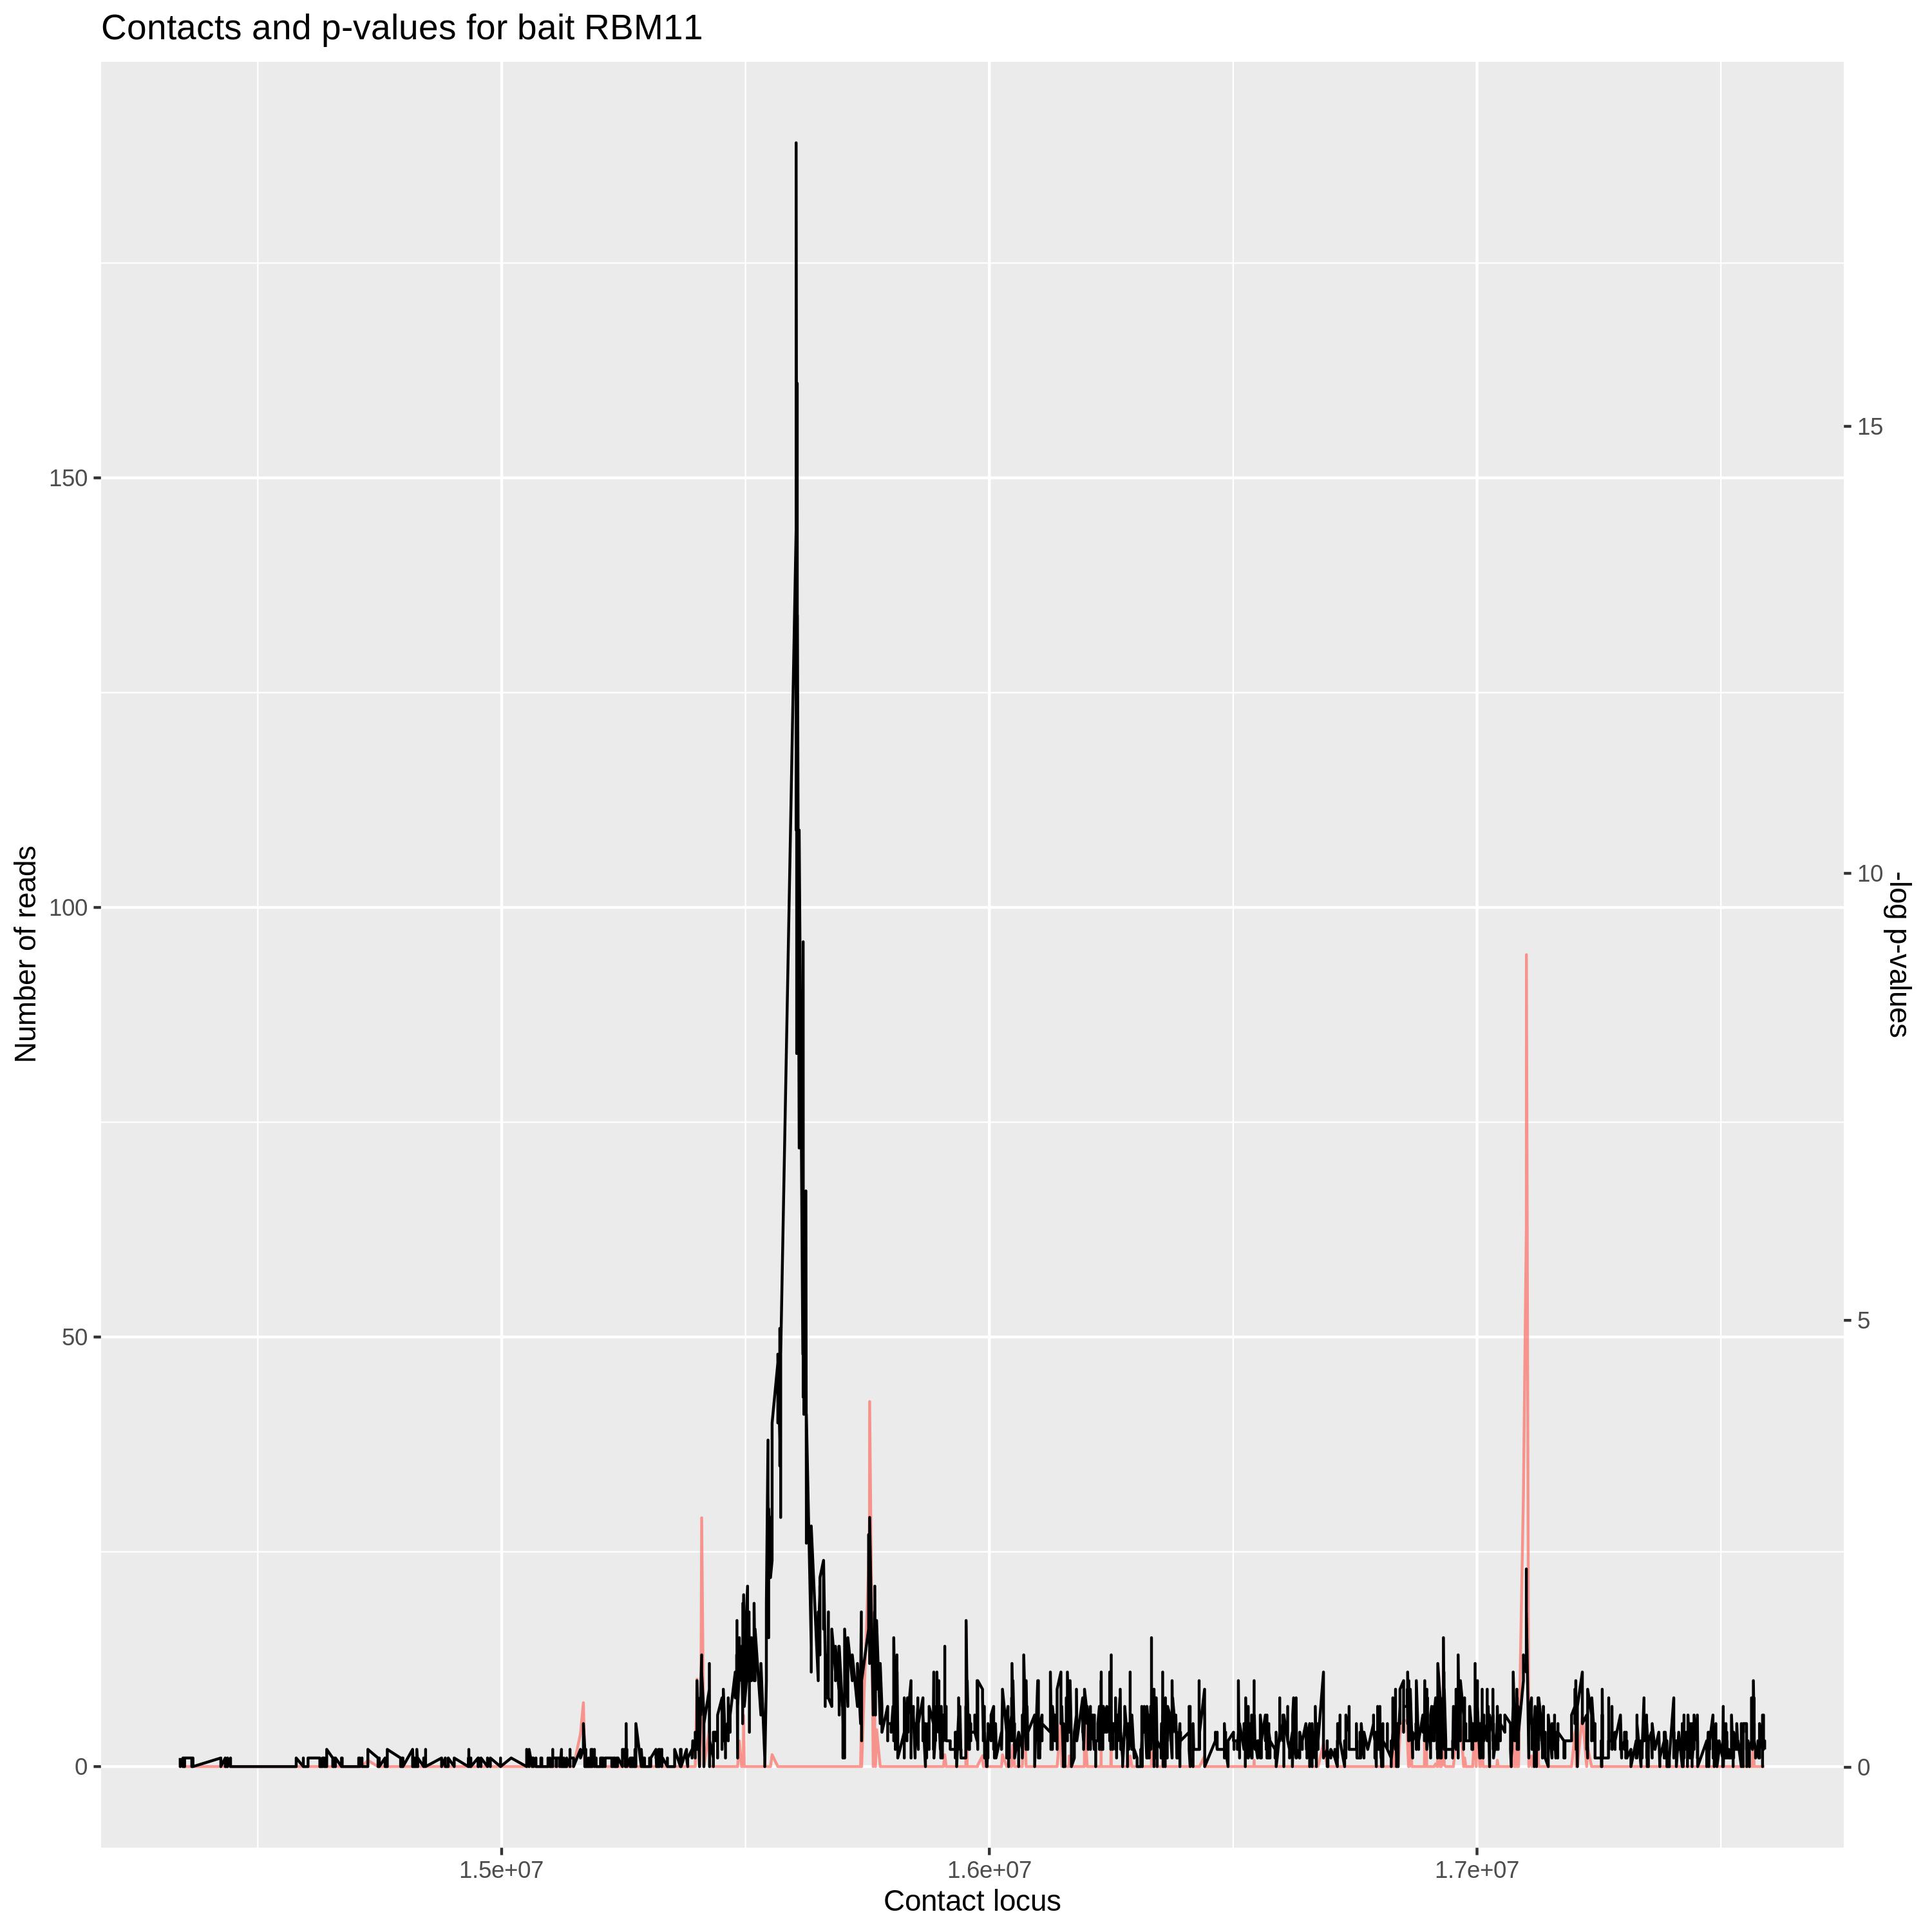 Contacts and p-values for bait RBM11
Number of reads
150
100
50
0
15
10
5
0
-log p-values
1.5e+07
1.6e+07
1.7e+07
Contact locus